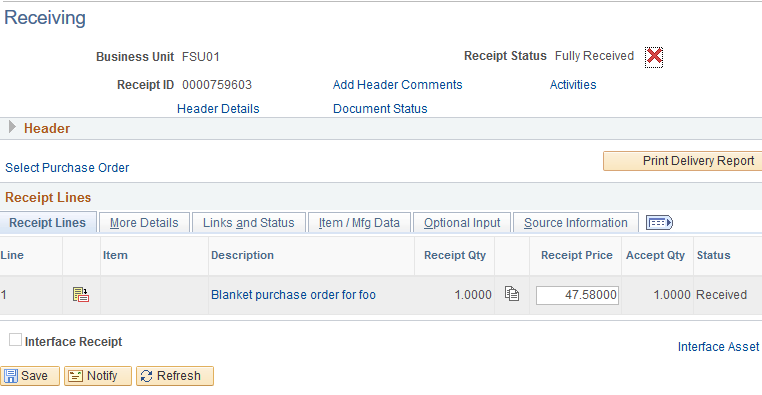 Receiving
Business Unit FSU01 Receipt Status Fully Received
Receipt ID 0000759603 Add Header Comments Activities
Header Details Document Status
Header
Select Purchase Order Print Delivery Report
Receipt Lines
Receipt Lines More Details Links and Status Item / Mfg Data Optional Input Source Information
Line Item Description Receipt Qty Receipt Price Accept Qty Status
1 Blanket purchase order for foo 1.0000 47.58000 1.0000 Received
Interface Receipt Interface Asset
Save Notify Refresh